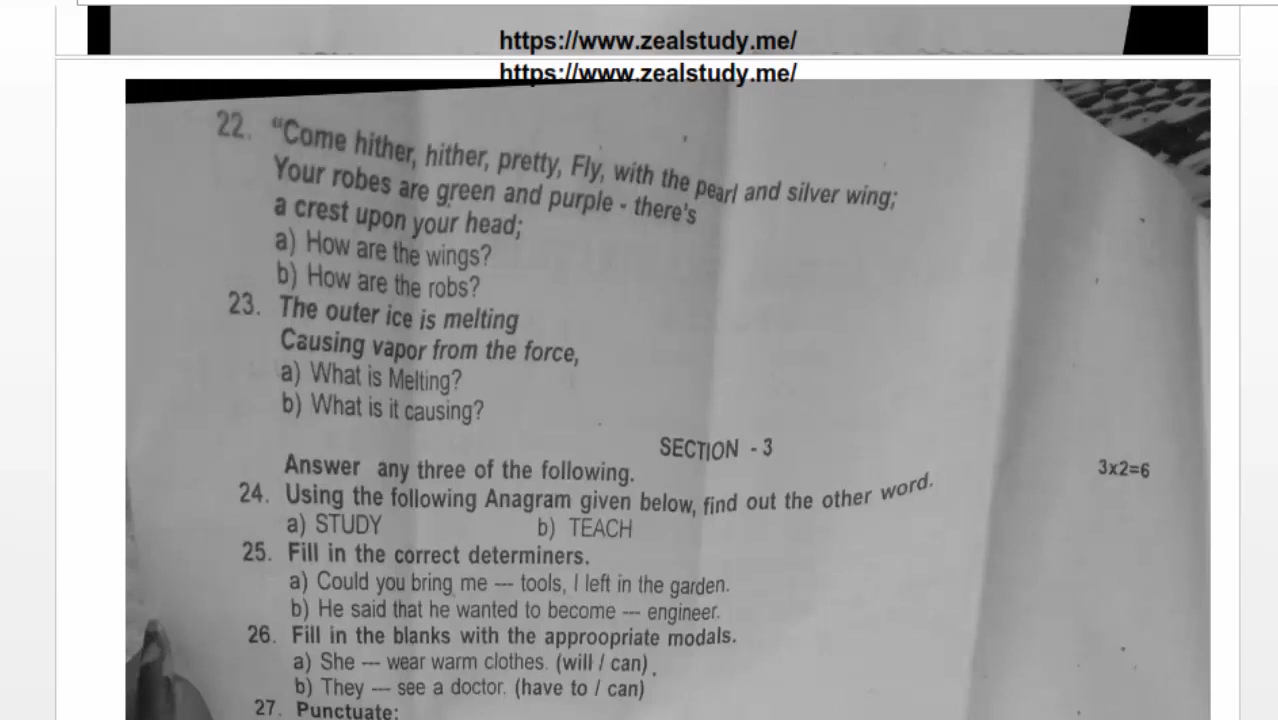 https://www.zealstudy.me/
https://www.zealstudy.me/
22. "Come hither, hither, pretty, Fly, with the pearl and silver wing;
Your robes are green and purple - there's
a crest upon your head;
a) How are the wings?
b) How are the robs?
23. The outer ice is melting
Causing vapor from the force,
a) What is Melting?
b) What is it causing?
SECTION - 3
Answer any three of the following. 3x2=6
24. Using the following Anagram given below, find out the other word.
a) STUDY b) TEACH
25. Fill in the correct determiners.
a) Could you bring me --- tools, I left in the garden.
b) He said that he wanted to become --- engineer.
26. Fill in the blanks with the approopriate modals.
a) She --- wear warm clothes. (will / can).
b) They --- see a doctor. (have to / can)
27. Punctuate: